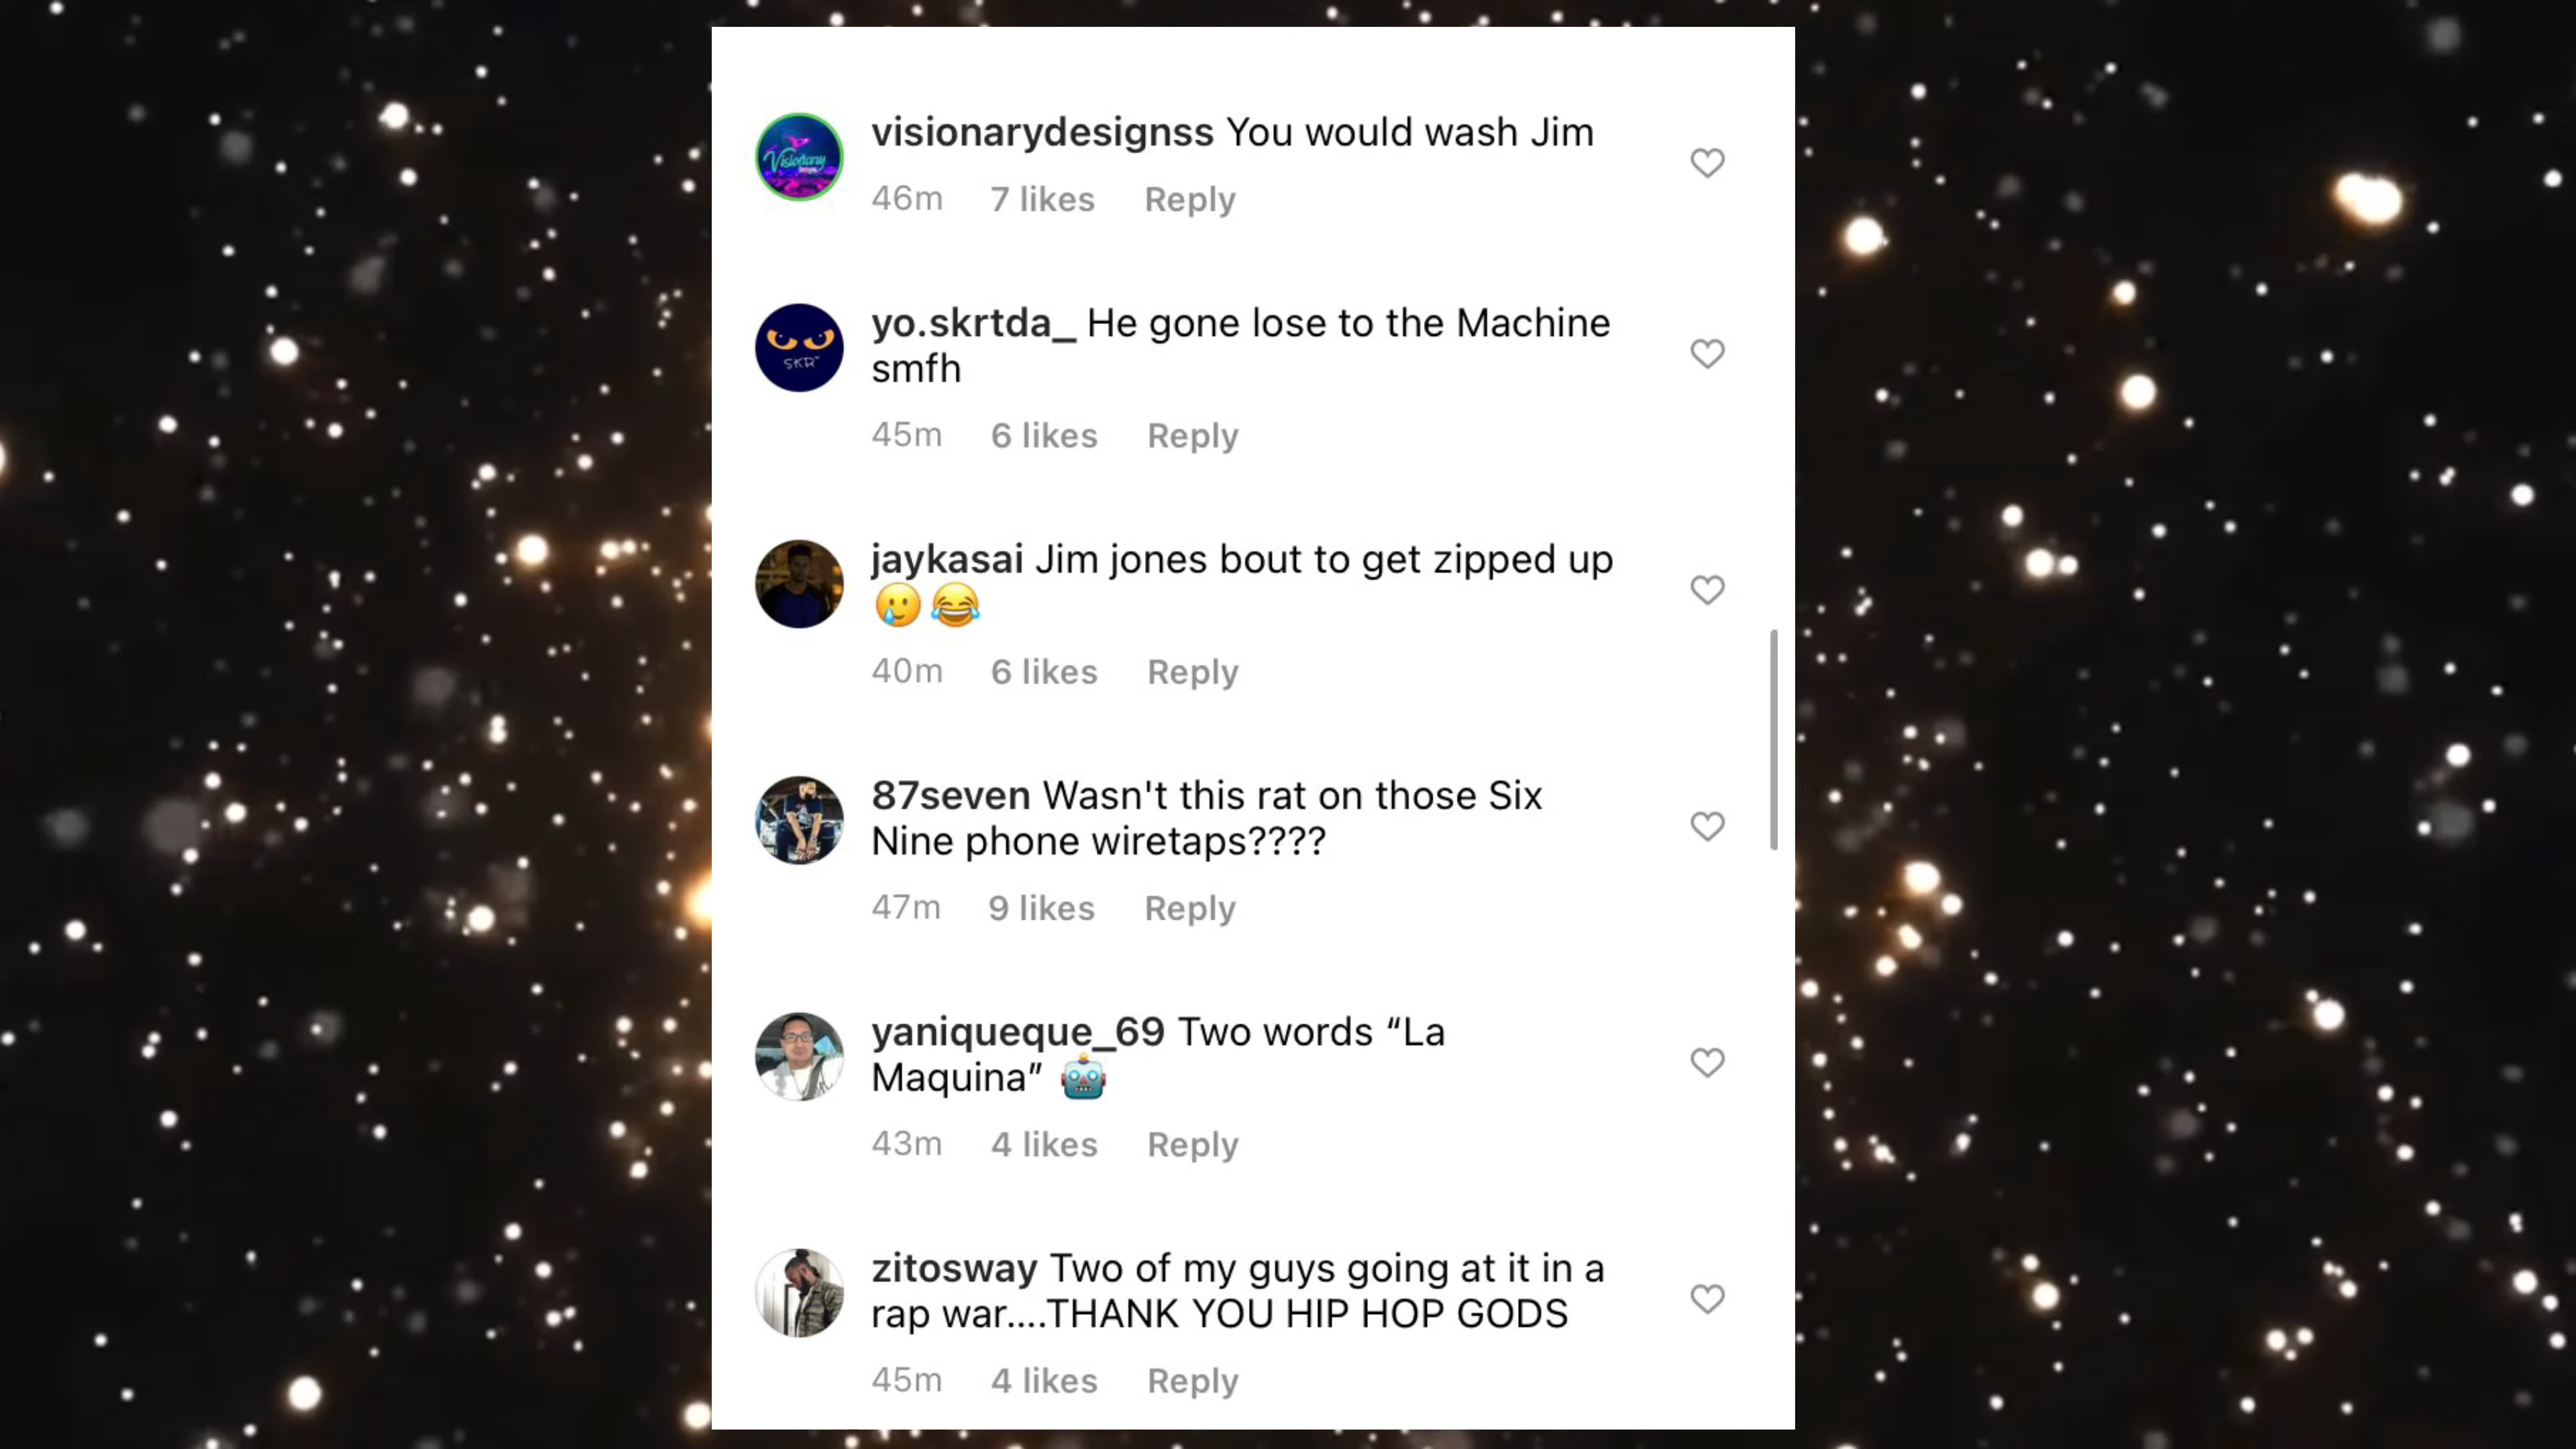 Visionary
visionarydesignss You would wash Jim
46m 7 likes Reply
SKR
yo.skrtda_ He gone lose to the Machine
smfh
45m 6 likes Reply
jaykasai Jim jones bout to get zipped up
🥲😂
40m 6 likes Reply
87seven Wasn't this rat on those Six
Nine phone wiretaps????
47m 9 likes Reply
yaniqueque_69 Two words “La
Maquina” 🤖
43m 4 likes Reply
zitosway Two of my guys going at it in a
rap war....THANK YOU HIP HOP GODS
45m 4 likes Reply